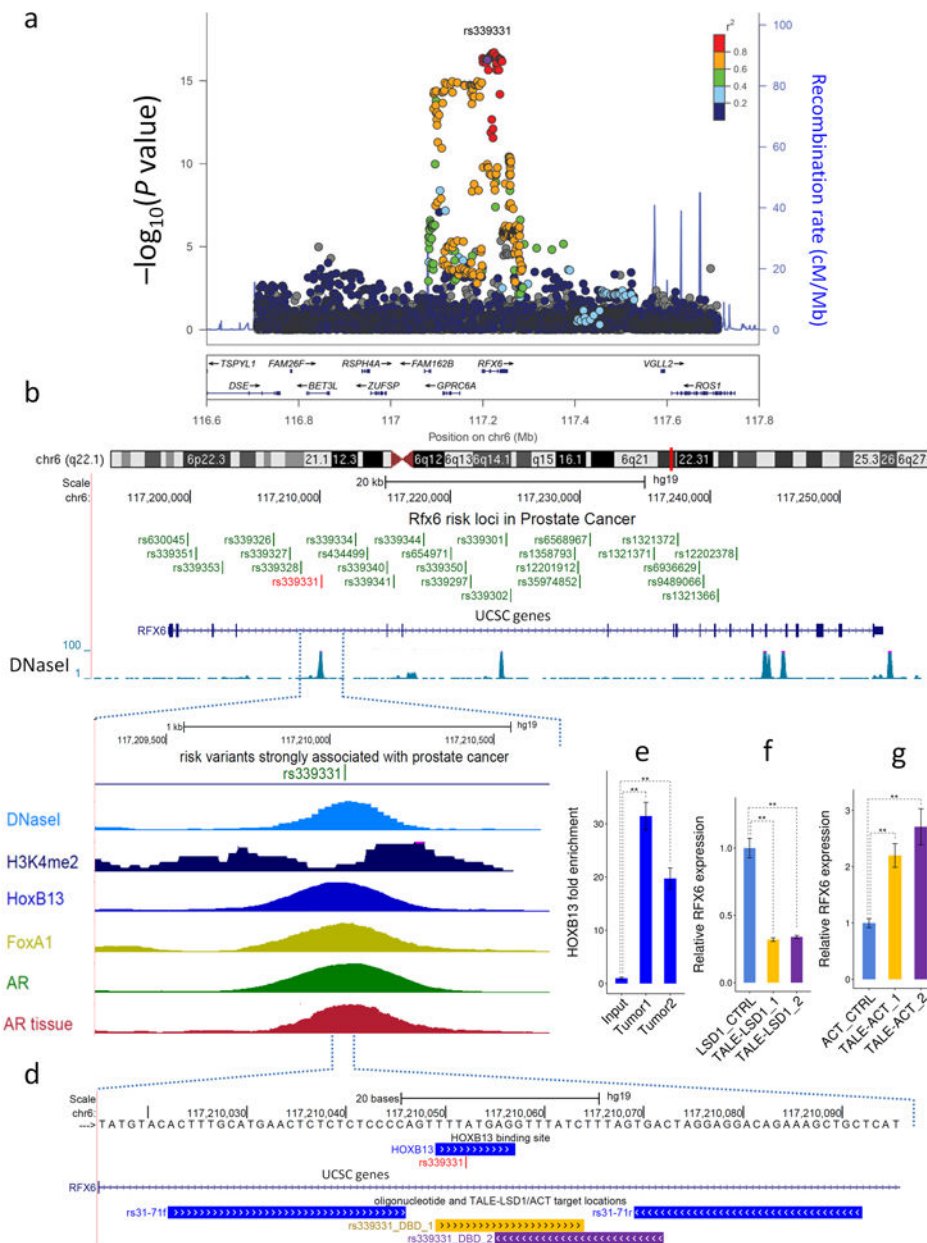 a
rs339331
r²
0.8
0.6
0.4
0.2
−log₁₀(P value)
15
10
5
0
100
80
60
40
20
0
Recombination rate (cM/Mb)
←TSPYL1 FAM26F→ RSPH4A→ ←FAM162B RFX6→ VGLL2→
DSE→ ←BET3L ←ZUFSP ←GPRC6A ←ROS1
116.6 116.8 117 117.2 117.4 117.6 117.8
Position on chr6 (Mb)
b
chr6 (q22.1) 6p22.3 21.1 12.3 6q12 6q13 6q14.1 q15 16.1 6q21 22.31 25.3 26 6q27
Scale 20 kb hg19
chr6: 117,200,000 117,210,000 117,220,000 117,230,000 117,240,000 117,250,000
Rfx6 risk loci in Prostate Cancer
rs630045 rs339326 rs339334 rs339344 rs339301 rs6568967 rs1321372
rs339351 rs339327 rs434499 rs654971 rs1358793 rs1321371 rs12202378
rs339353 rs339328 rs339340 rs339350 rs12201912 rs6936629
rs339331 rs339341 rs339297 rs35974852 rs9489066
rs339302 rs1321366
UCSC genes
RFX6
DNaseI
100
1
1 kb hg19
117,209,500 117,210,000 117,210,500
risk variants strongly associated with prostate cancer
rs339331
DNaseI
H3K4me2
HoxB13
FoxA1
AR
AR tissue
e
HOXB13 fold enrichment
30
20
10
0
** **
Input Tumor1 Tumor2
f
Relative RFX6 expression
1.0
0.5
0.0
** **
LSD1_CTRL TALE-LSD1_1 TALE-LSD1_2
g
Relative RFX6 expression
3
2
1
0
** **
ACT_CTRL TALE-ACT_1 TALE-ACT_2
d
Scale 20 bases hg19
chr6: 117,210,030 117,210,040 117,210,050 117,210,060 117,210,070 117,210,080 117,210,090
---> TATGTACACTTTGCATGAACTCTCTCTCCCCAGTTTTATGAGGTTTATCTTTAGTGACTAGGAGGACAGAAAGCTGCTCAT
HOXB13 binding site
HOXB13
rs339331
UCSC genes
RFX6
oligonucleotide and TALE-LSD1/ACT target locations
rs31-71f rs31-71r
rs339331_DBD_1
rs339331_DBD_2